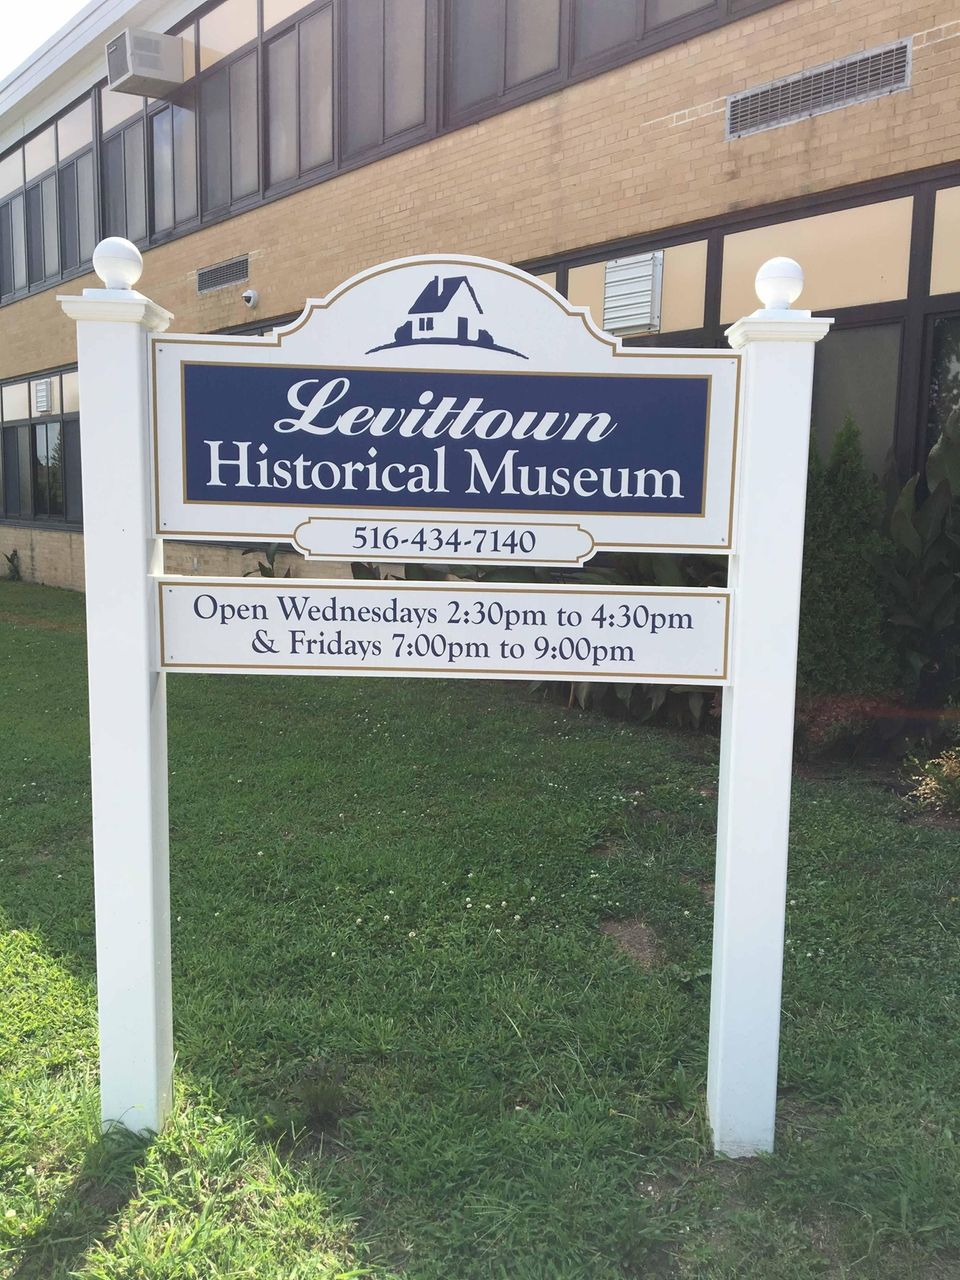 Levittown
Historical Museum
516-434-7140
Open Wednesdays 2:30pm to 4:30pm
& Fridays 7:00pm to 9:00pm